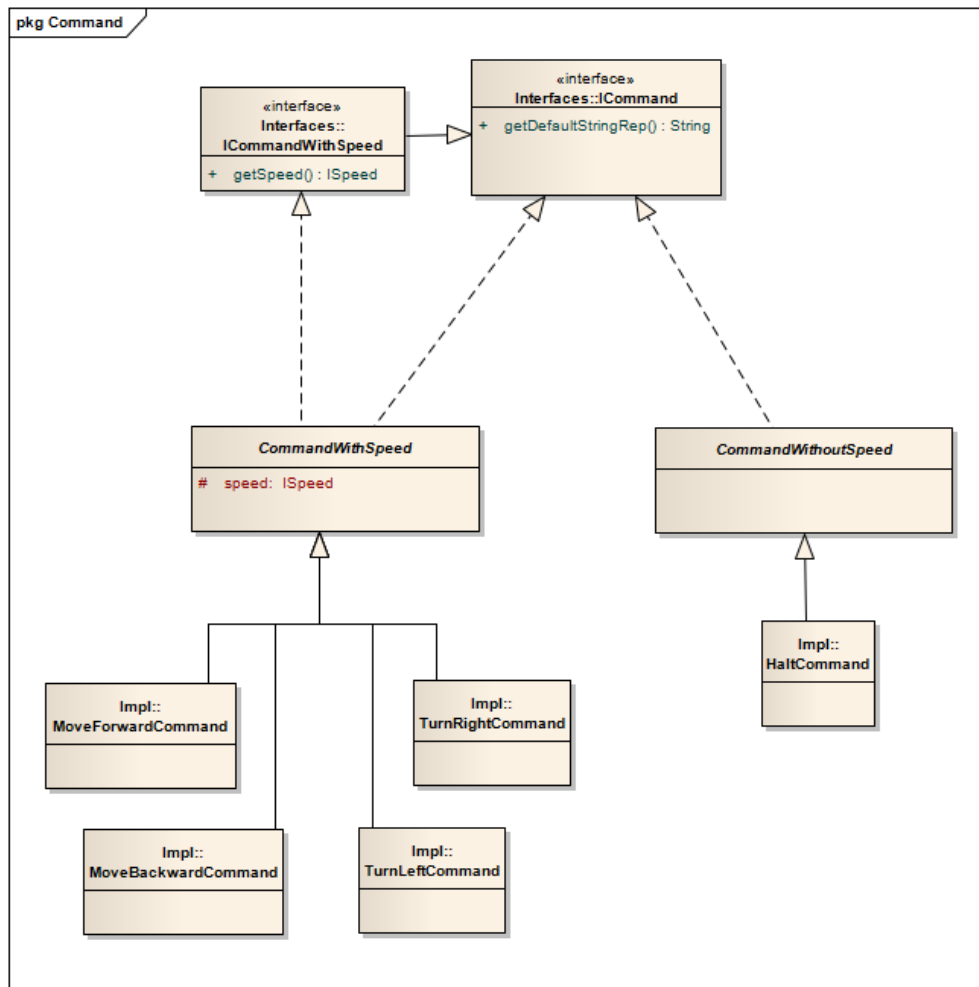 pkg Command
«interface»
Interfaces::
ICommandWithSpeed
+ getSpeed() : ISpeed
«interface»
Interfaces::ICommand
+ getDefaultStringRep() : String
CommandWithSpeed
# speed: ISpeed
CommandWithoutSpeed
Impl::
HaltCommand
Impl::
MoveForwardCommand
Impl::
TurnRightCommand
Impl::
MoveBackwardCommand
Impl::
TurnLeftCommand